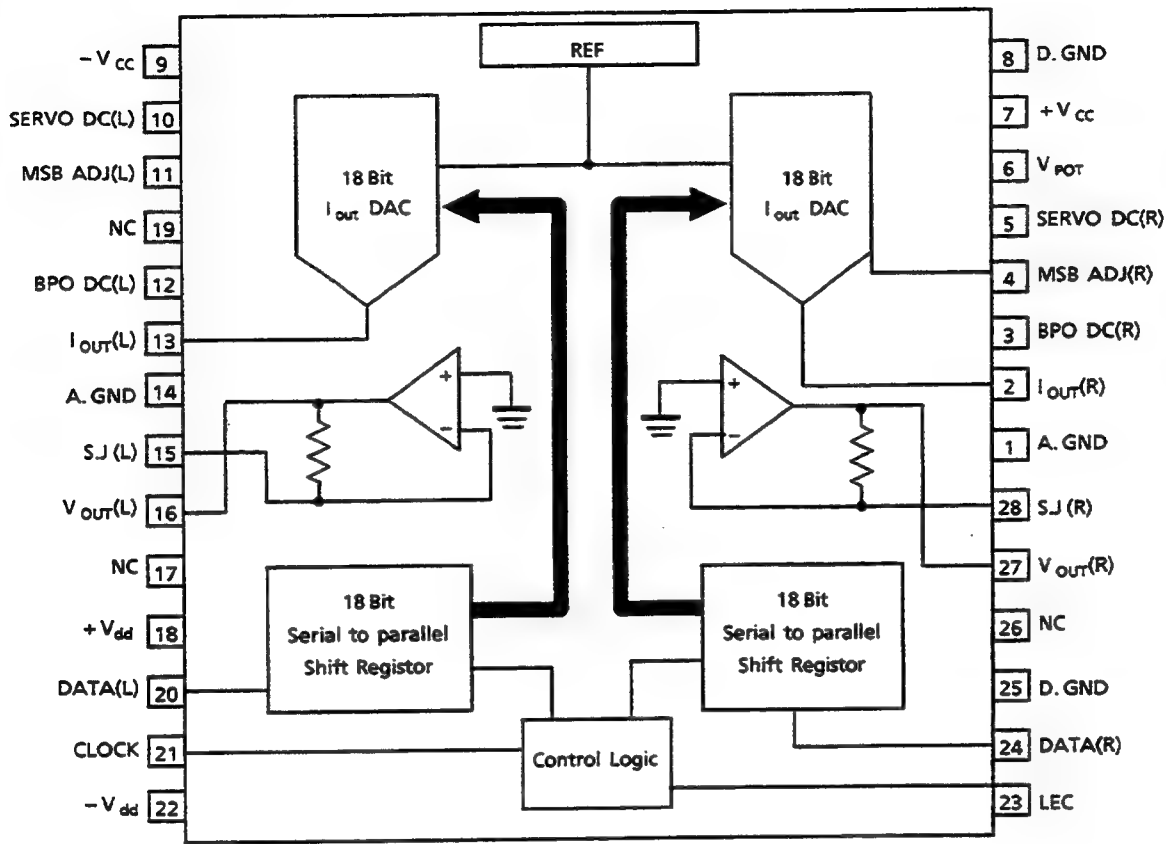 REF
18 Bit
I out DAC
18 Bit
I out DAC
+
−
+
−
18 Bit
Serial to parallel
Shift Registor
18 Bit
Serial to parallel
Shift Registor
Control Logic
−V CC 9
SERVO DC(L) 10
MSB ADJ(L) 11
NC 19
BPO DC(L) 12
I OUT(L) 13
A. GND 14
S.J (L) 15
V OUT(L) 16
NC 17
+V dd 18
DATA(L) 20
CLOCK 21
−V dd 22
8 D. GND
7 +V CC
6 V POT
5 SERVO DC(R)
4 MSB ADJ(R)
3 BPO DC(R)
2 I OUT(R)
1 A. GND
28 S.J (R)
27 V OUT(R)
26 NC
25 D. GND
24 DATA(R)
23 LEC